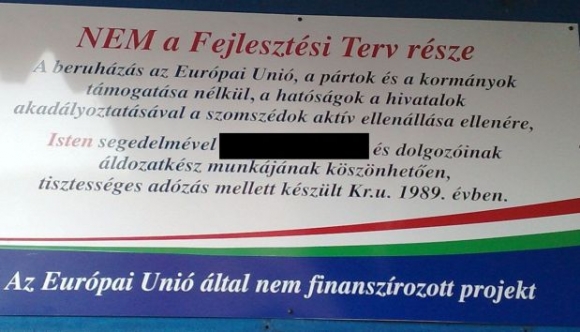 NEM a Fejlesztési Terv része
A beruházás az Európai Unió, a pártok és a kormányok
támogatása nélkül, a hatóságok a hivatalok
akadályoztatásával a szomszédok aktív ellenállása ellenére,
Isten segedelmével és dolgozóinak
áldozatkész munkájának köszönhetően,
tisztességes adózás mellett készült Kr.u. 1989. évben.
Az Európai Unió által nem finanszírozott projekt